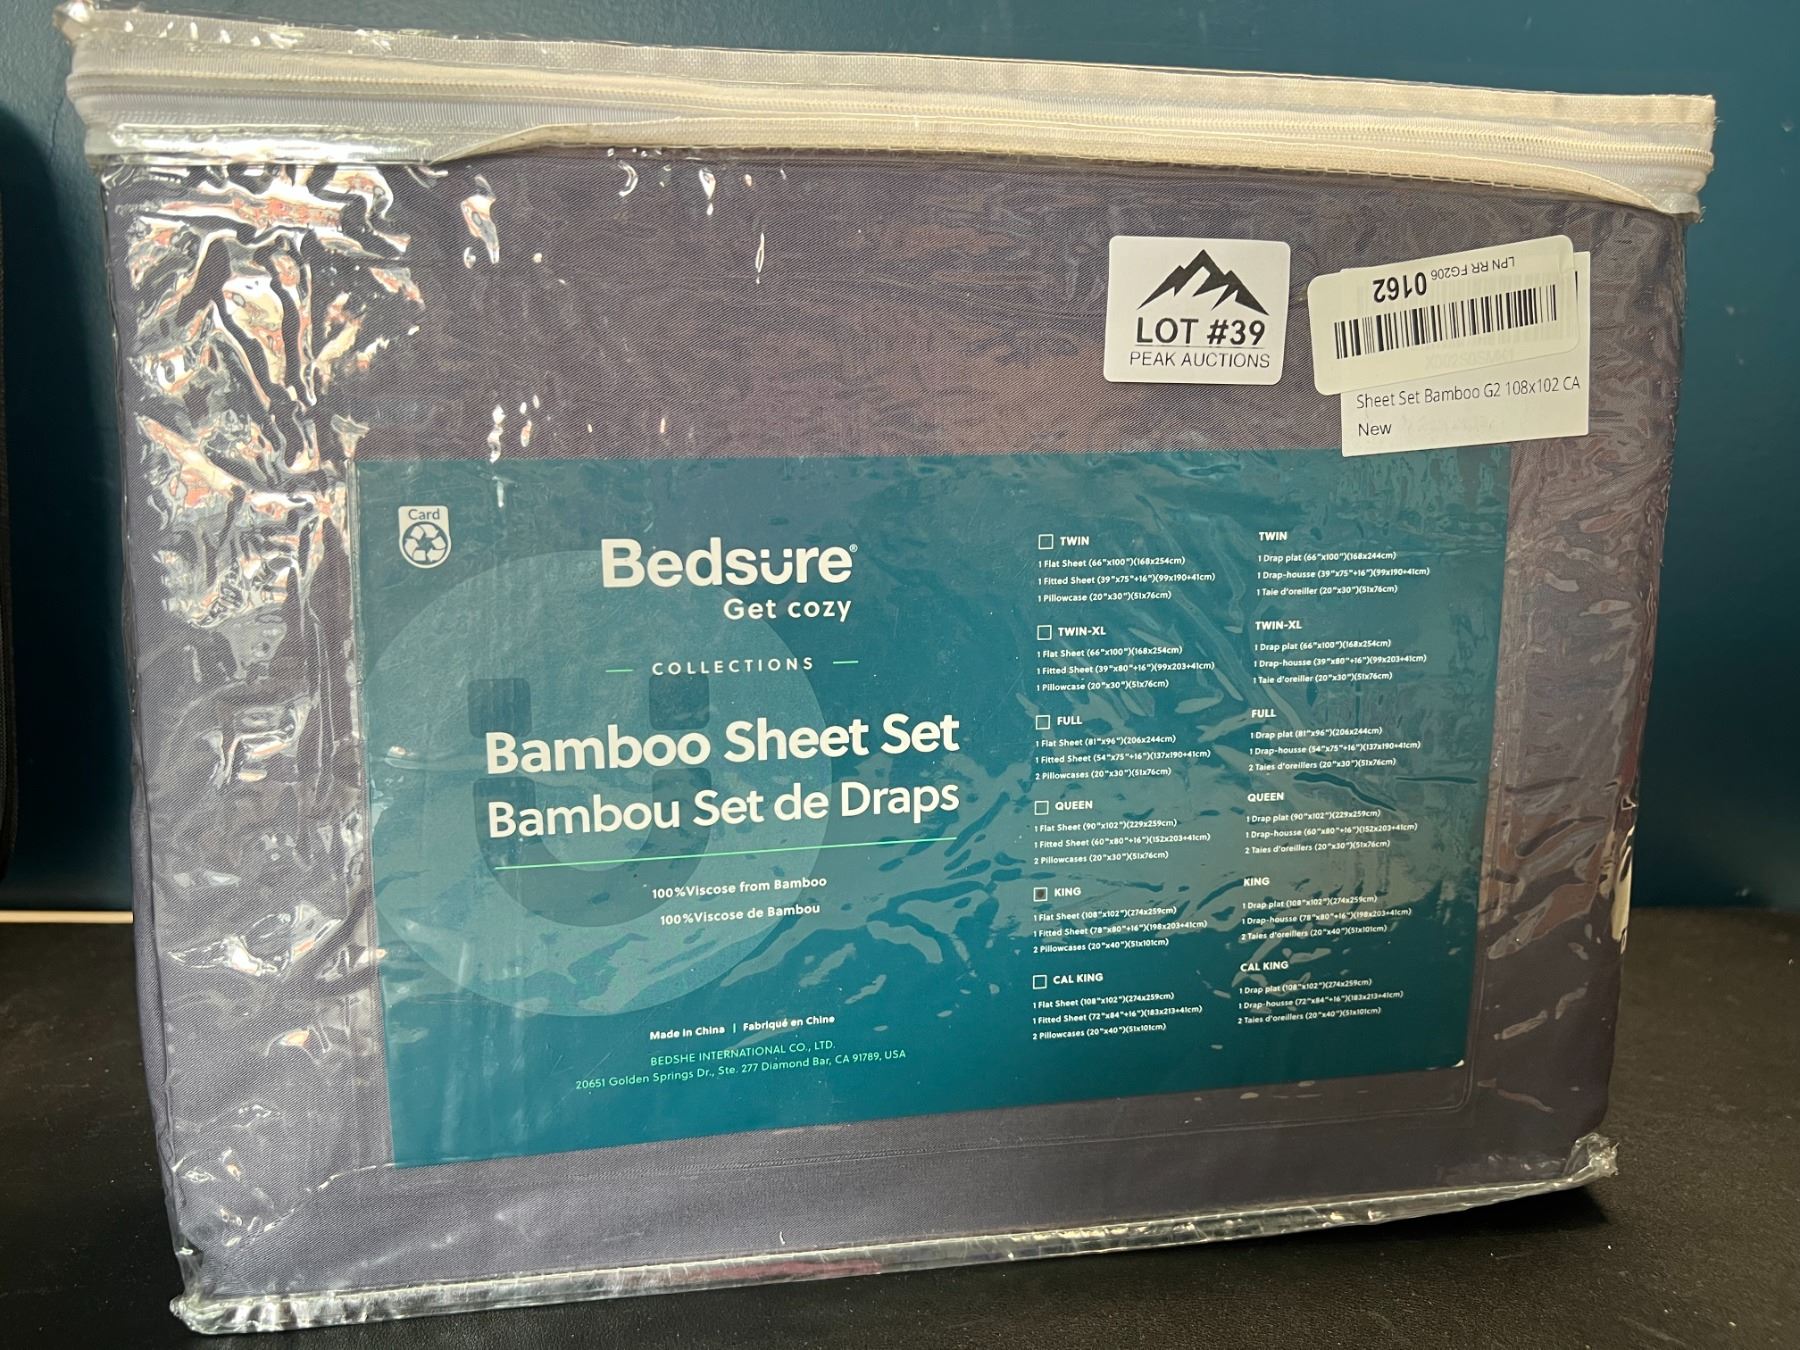 LOT #39
PEAK AUCTIONS
LPN RR FG206
0162
Sheet Set Bamboo G2 108x102 CA
New
Card
Bedsure®
Get cozy
COLLECTIONS
Bamboo Sheet Set
Bambou Set de Draps
100%Viscose from Bamboo
100%Viscose de Bambou
Made in China | Fabriqué en Chine
BEDSHE INTERNATIONAL CO., LTD.
20651 Golden Springs Dr., Ste. 277 Diamond Bar, CA 91789, USA
TWIN
1 Flat Sheet (66"x100")(168x254cm)
1 Fitted Sheet (39"x75"+16")(99x190+41cm)
1 Pillowcase (20"x30")(51x76cm)
TWIN-XL
1 Flat Sheet (66"x100")(168x254cm)
1 Fitted Sheet (39"x80"+16")(99x203+41cm)
1 Pillowcase (20"x30")(51x76cm)
FULL
1 Flat Sheet (81"x96")(206x244cm)
1 Fitted Sheet (54"x75"+16")(137x190+41cm)
2 Pillowcases (20"x30")(51x76cm)
QUEEN
1 Flat Sheet (90"x102")(229x259cm)
1 Fitted Sheet (60"x80"+16")(152x203+41cm)
2 Pillowcases (20"x30")(51x76cm)
KING
1 Flat Sheet (108"x102")(274x259cm)
1 Fitted Sheet (78"x80"+16")(198x203+41cm)
2 Pillowcases (20"x40")(51x101cm)
CAL KING
1 Flat Sheet (108"x102")(274x259cm)
1 Fitted Sheet (72"x84"+16")(183x213+41cm)
2 Pillowcases (20"x40")(51x101cm)
TWIN
1 Drap plat (66"x100")(168x244cm)
1 Drap-housse (39"x75"+16")(99x190+41cm)
1 Taie d'oreiller (20"x30")(51x76cm)
TWIN-XL
1 Drap plat (66"x100")(168x254cm)
1 Drap-housse (39"x80"+16")(99x203+41cm)
1 Taie d'oreiller (20"x30")(51x76cm)
FULL
1 Drap plat (81"x96")(206x244cm)
1 Drap-housse (54"x75"+16")(137x190+41cm)
2 Taies d'oreillers (20"x30")(51x76cm)
QUEEN
1 Drap plat (90"x102")(229x259cm)
1 Drap-housse (60"x80"+16")(152x203+41cm)
2 Taies d'oreillers (20"x30")(51x76cm)
KING
1 Drap plat (108"x102")(274x259cm)
1 Drap-housse (78"x80"+16")(198x203+41cm)
2 Taies d'oreillers (20"x40")(51x101cm)
CAL KING
1 Drap plat (108"x102")(274x259cm)
1 Drap-housse (72"x84"+16")(183x213+41cm)
2 Taies d'oreillers (20"x40")(51x101cm)